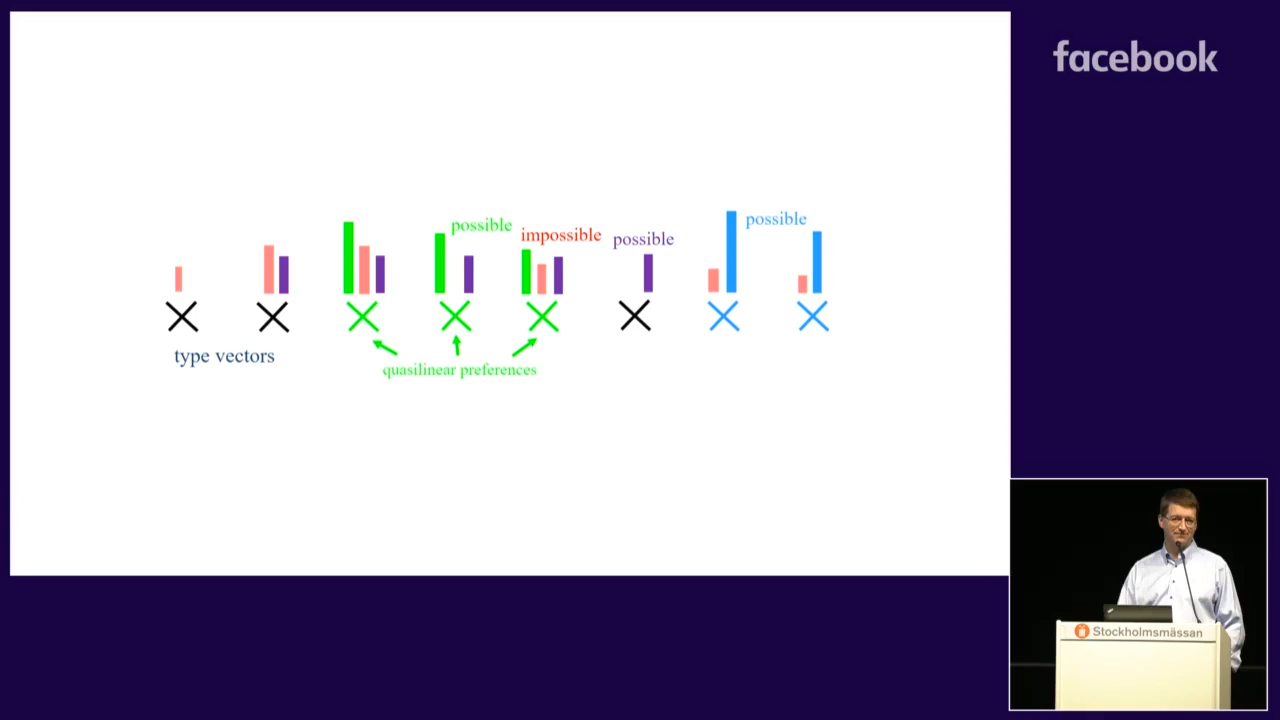 facebook
possible
impossible
possible
possible
type vectors
quasilinear preferences
Stockholmsmässan